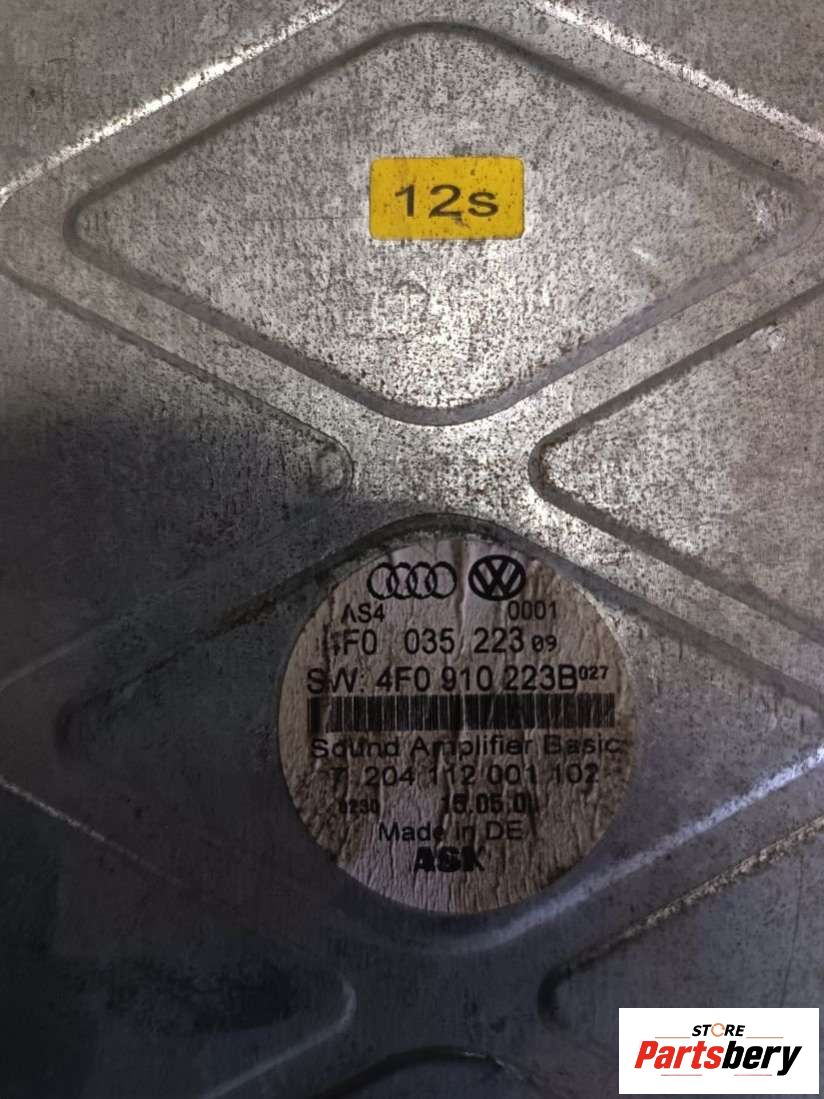 12s
AS4 0001
035 223 09
SW: 4F0 910 223B 027
Sound Amplifier Basic
7 204 112 001 102
0230
Made in DE
ASK
STORE
Partsbery